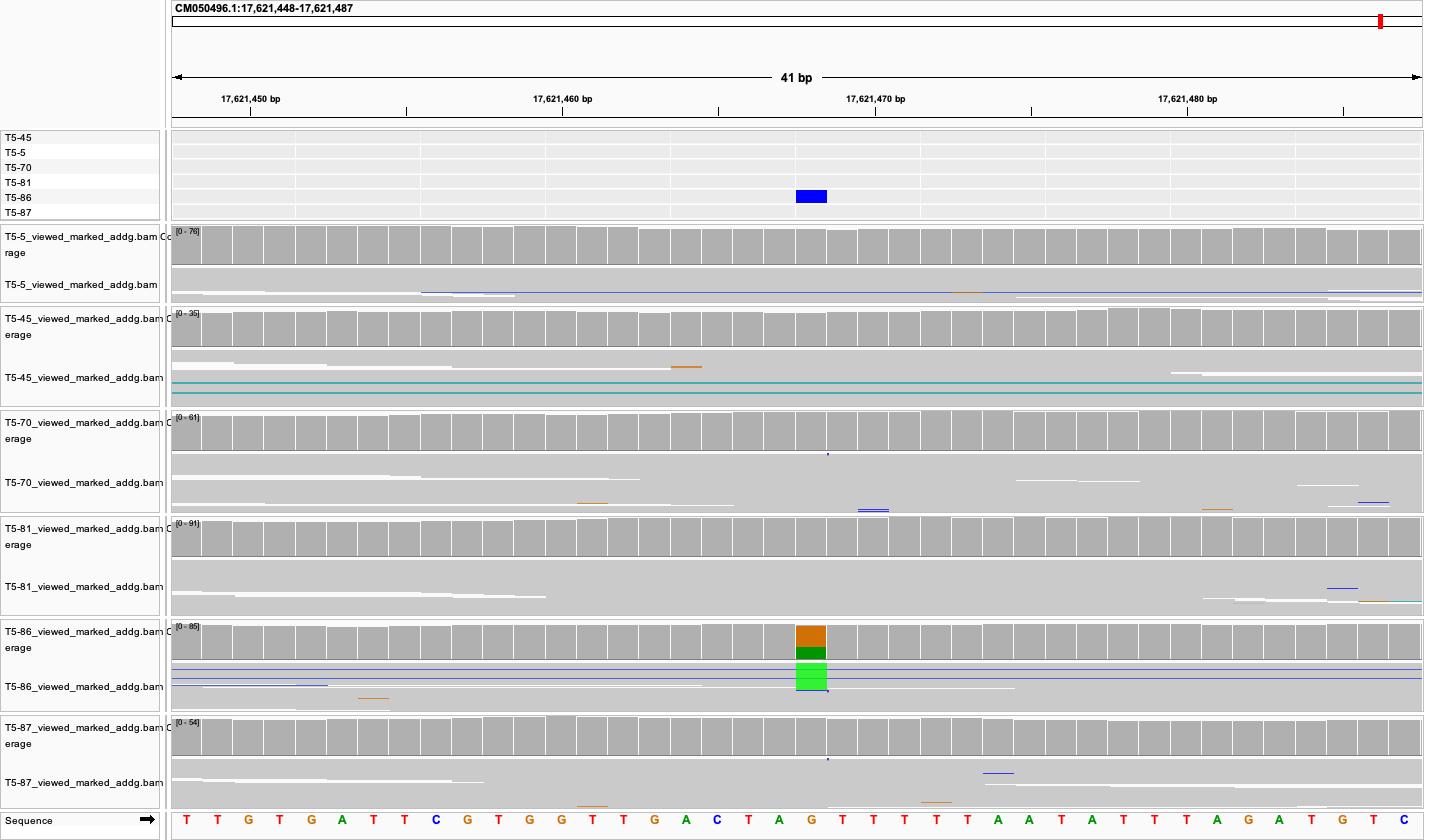 CM050496.1:17,621,448-17,621,487
41 bp
17,621,450 bp 17,621,460 bp 17,621,470 bp 17,621,480 bp
T5-45
T5-5
T5-70
T5-81
T5-86
T5-87
T5-5_viewed_marked_addg.bam Co [0 - 76]
rage
T5-5_viewed_marked_addg.bam
T5-45_viewed_marked_addg.bam C [0 - 35]
erage
T5-45_viewed_marked_addg.bam
T5-70_viewed_marked_addg.bam C [0 - 61]
erage
T5-70_viewed_marked_addg.bam
T5-81_viewed_marked_addg.bam C [0 - 91]
erage
T5-81_viewed_marked_addg.bam
T5-86_viewed_marked_addg.bam C [0 - 85]
erage
T5-86_viewed_marked_addg.bam
T5-87_viewed_marked_addg.bam C [0 - 54]
erage
T5-87_viewed_marked_addg.bam
Sequence T T G T G A T T C G T G G T T G A C T A G T T T T T A A T A T T T A G A T G T C